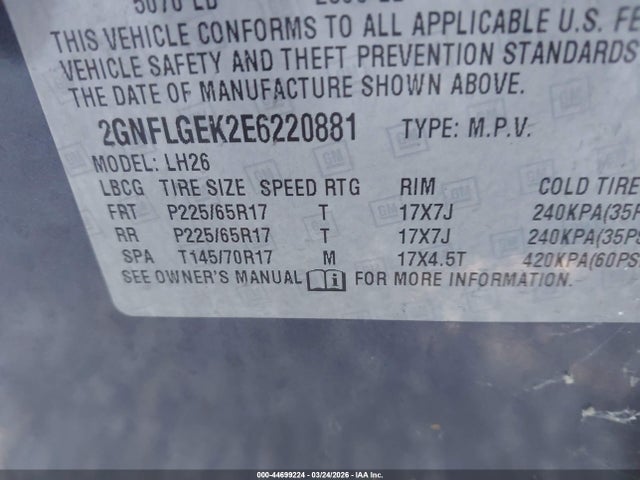 THIS VEHICLE CONFORMS TO ALL APPLICABLE U.S. FE
VEHICLE SAFETY AND THEFT PREVENTION STANDARDS
THE DATE OF MANUFACTURE SHOWN ABOVE.
2GNFLGEK2E6220881 TYPE: M.P.V.
MODEL: LH26
LBCG TIRE SIZE SPEED RTG RIM COLD TIRE
FRT P225/65R17 T 17X7J 240KPA(35P
RR P225/65R17 T 17X7J 240KPA(35PS
SPA T145/70R17 M 17X4.5T 420KPA(60PS
SEE OWNER'S MANUAL FOR MORE INFORMATION.
000-44699224 - 03/24/2026 - IAA Inc.